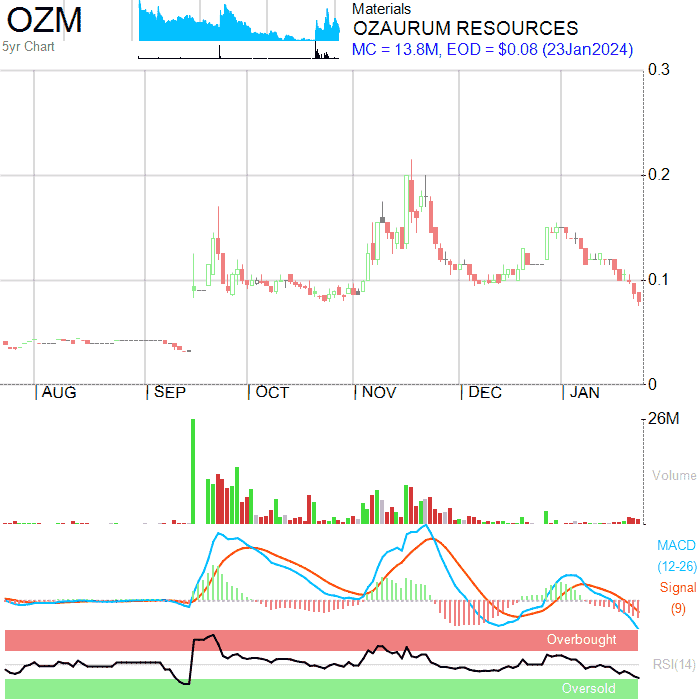 OZM
5yr Chart
Materials
OZAURUM RESOURCES
MC = 13.8M, EOD = $0.08 (23Jan2024)
0.3
0.2
0.1
0
AUG SEP OCT NOV DEC JAN
26M
Volume
MACD
(12-26)
Signal
(9)
Overbought
RSI(14)
Oversold